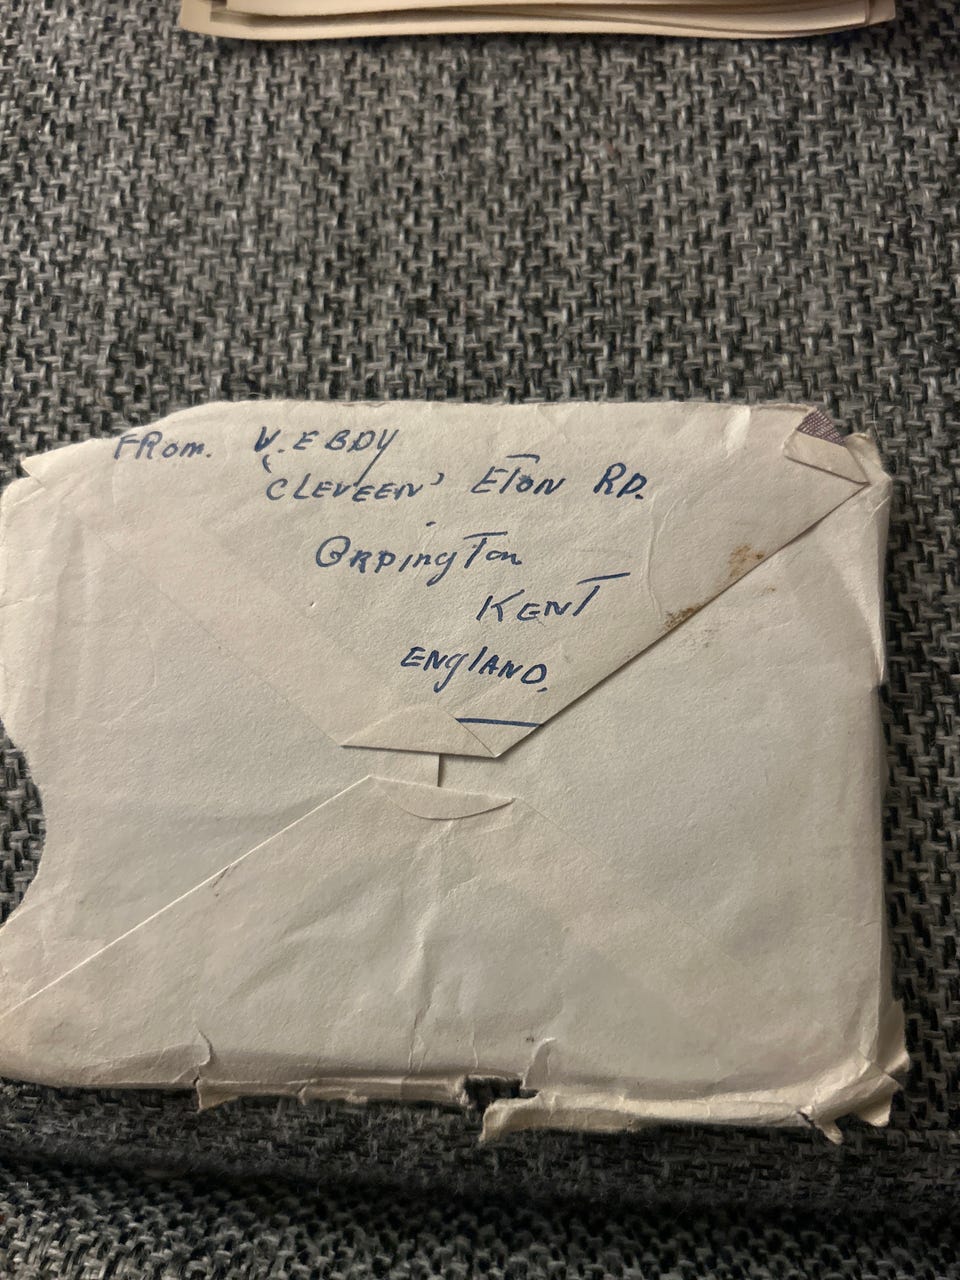 FRom. V. EBDY
'CLEVEEN' ETON RD.
ORPingTon
KENT
ENglAND.